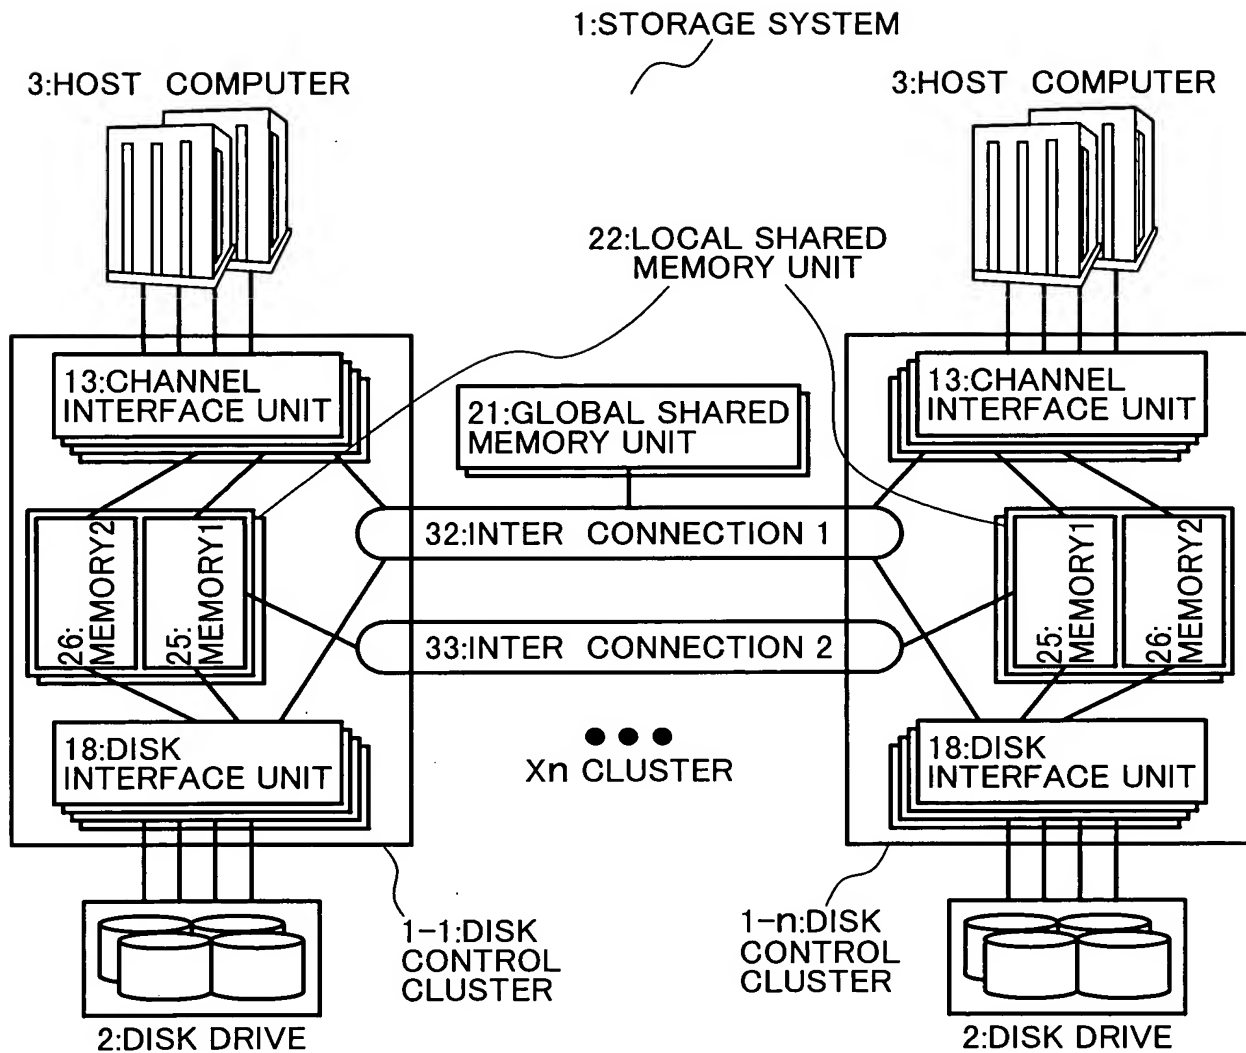 1:STORAGE SYSTEM
3:HOST COMPUTER
3:HOST COMPUTER
22:LOCAL SHARED
MEMORY UNIT
13:CHANNEL
INTERFACE UNIT
21:GLOBAL SHARED
MEMORY UNIT
13:CHANNEL
INTERFACE UNIT
26:
MEMORY2
25:
MEMORY1
32:INTER CONNECTION 1
33:INTER CONNECTION 2
25:
MEMORY1
26:
MEMORY2
18:DISK
INTERFACE UNIT
Xn CLUSTER
18:DISK
INTERFACE UNIT
1-1:DISK
CONTROL
CLUSTER
1-n:DISK
CONTROL
CLUSTER
2:DISK DRIVE
2:DISK DRIVE